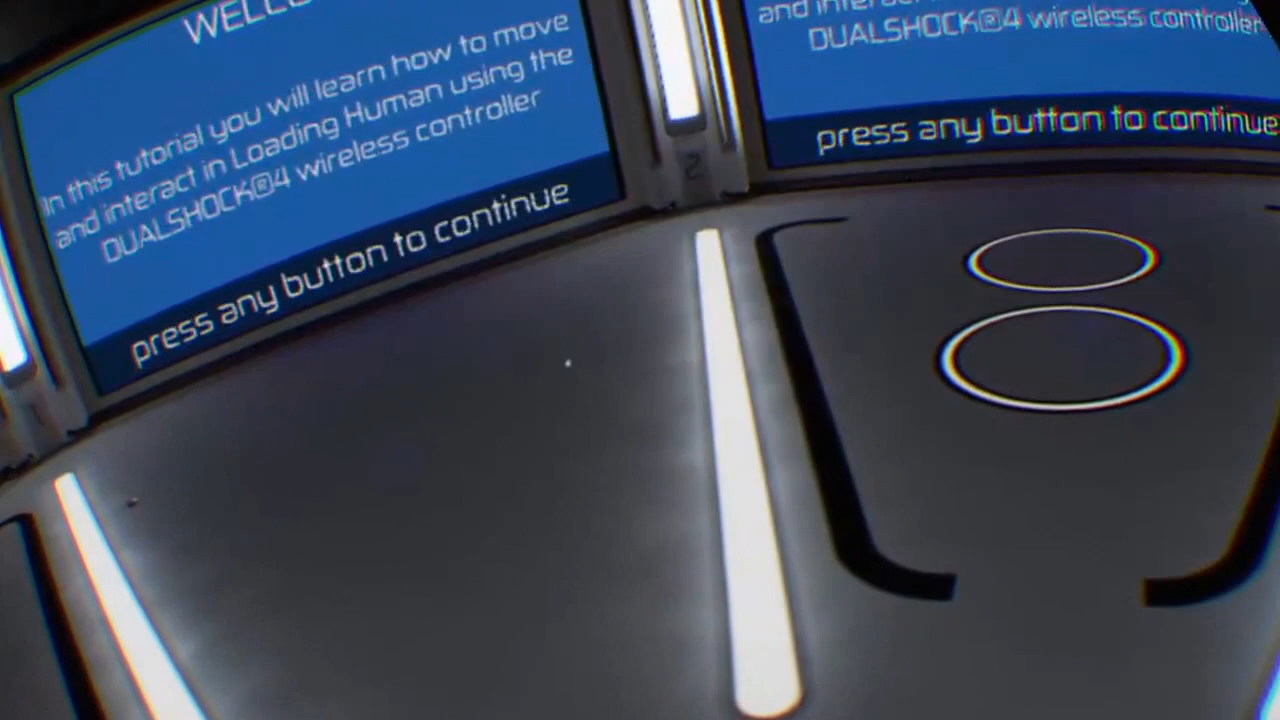 In this tutorial you will learn how to move
and interact in Loading Human using the
DUALSHOCK®4 wireless controller
press any button to continue
2
DUALSHOCK®4 wireless controller
press any button to continue